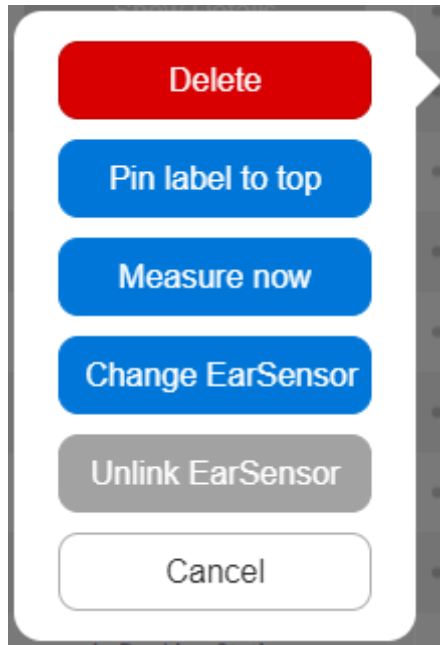 Delete
Pin label to top
Measure now
Change EarSensor
Unlink EarSensor
Cancel